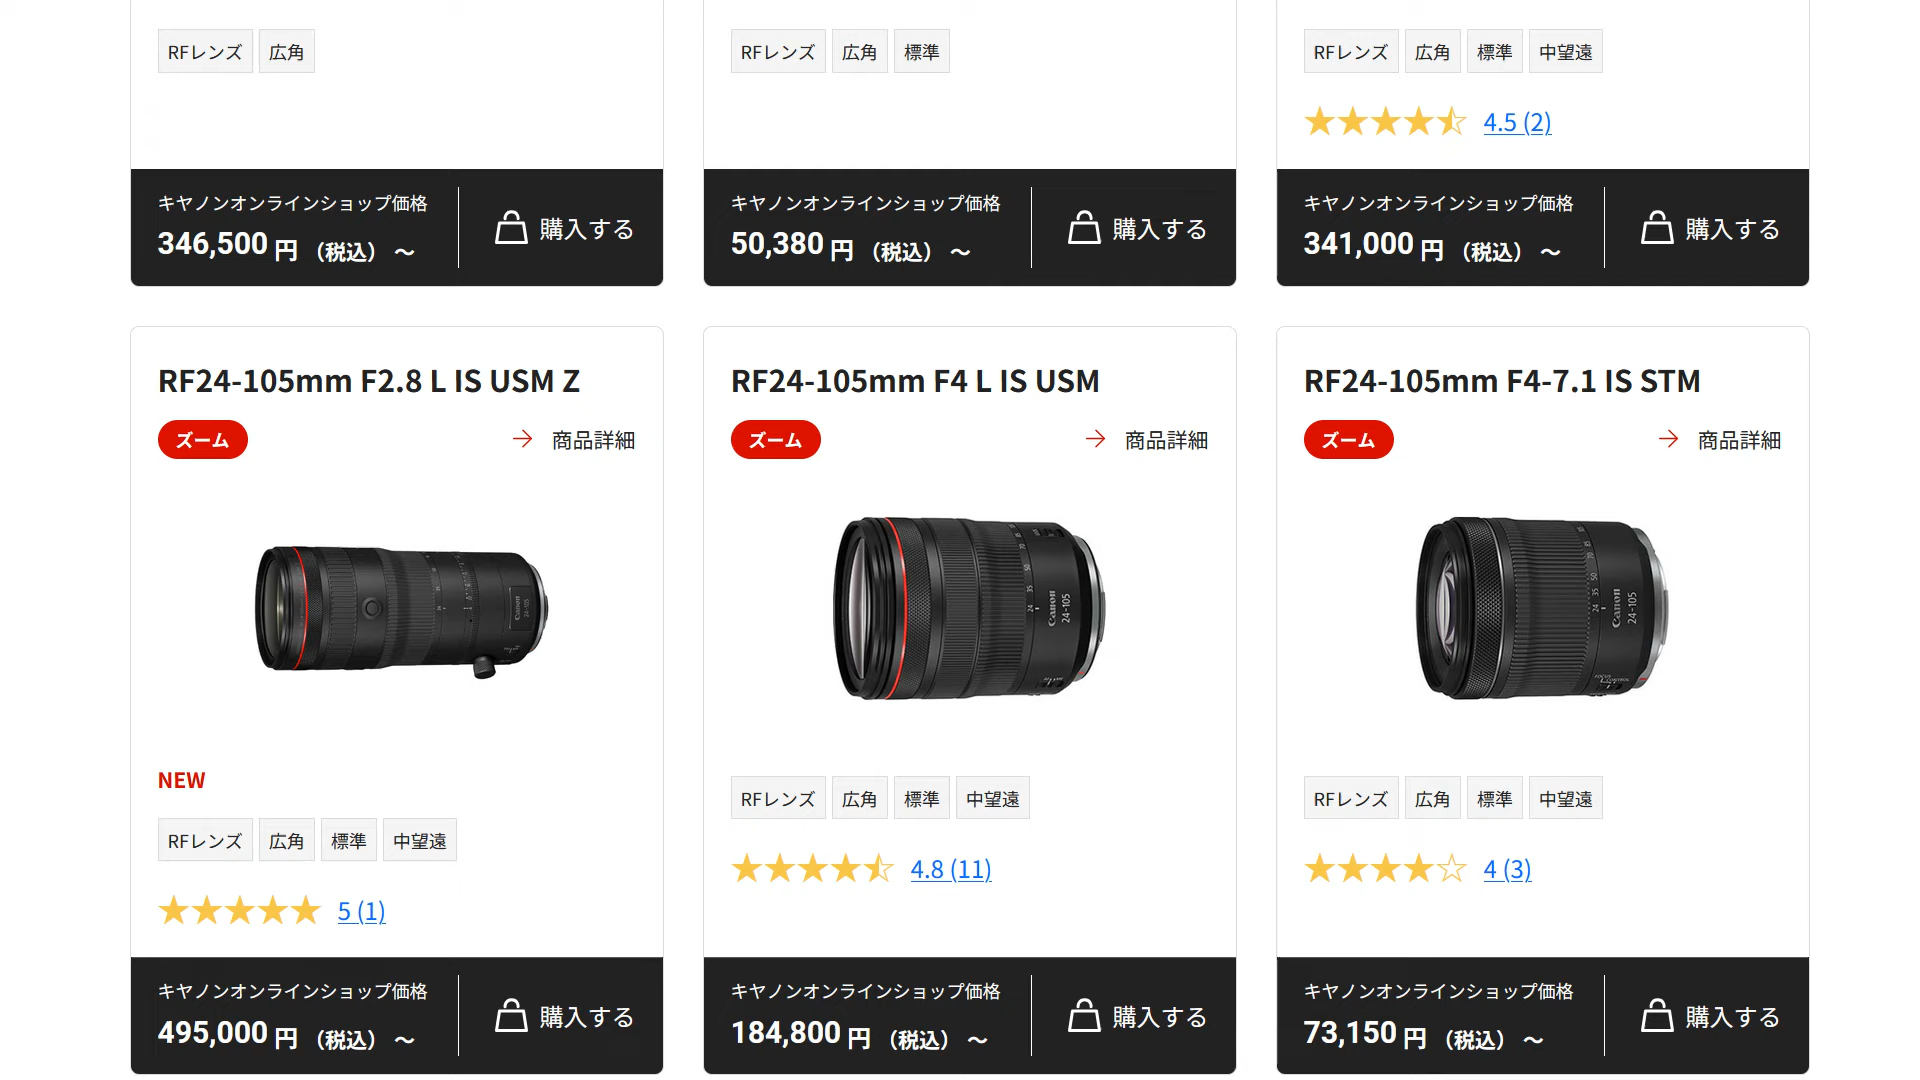 RFレンズ 広角
RFレンズ 広角 標準
RFレンズ 広角 標準 中望遠
4.5 (2)
キヤノンオンラインショップ価格
346,500 円 （税込） ～
購入する
キヤノンオンラインショップ価格
50,380 円 （税込） ～
購入する
キヤノンオンラインショップ価格
341,000 円 （税込） ～
購入する
RF24-105mm F2.8 L IS USM Z
ズーム
商品詳細
Canon
NEW
RFレンズ 広角 標準 中望遠
5 (1)
キヤノンオンラインショップ価格
495,000 円 （税込） ～
購入する
RF24-105mm F4 L IS USM
ズーム
商品詳細
Canon
24-105
RFレンズ 広角 標準 中望遠
4.8 (11)
キヤノンオンラインショップ価格
184,800 円 （税込） ～
購入する
RF24-105mm F4-7.1 IS STM
ズーム
商品詳細
Canon
24-105
RFレンズ 広角 標準 中望遠
4 (3)
キヤノンオンラインショップ価格
73,150 円 （税込） ～
購入する